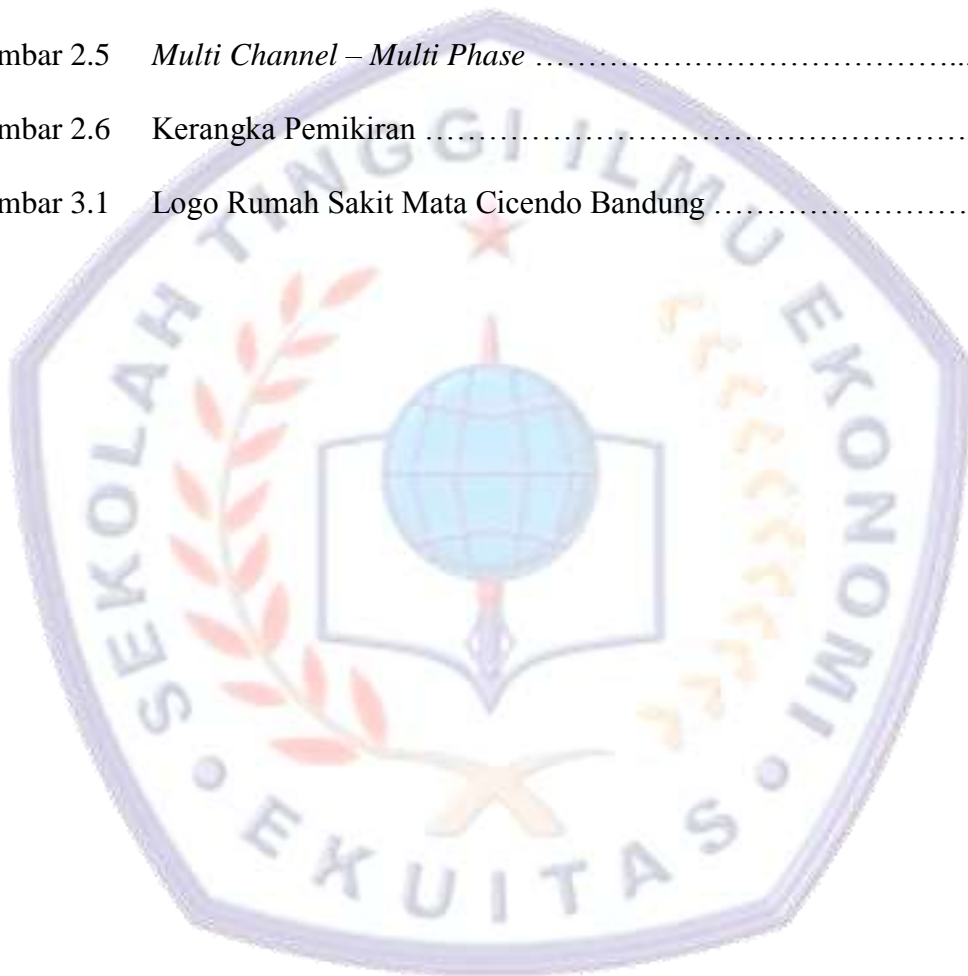 mbar 2.5 Multi Channel – Multi Phase ……………………………………...
mbar 2.6 Kerangka Pemikiran ……………………………………………………
mbar 3.1 Logo Rumah Sakit Mata Cicendo Bandung ……………………
SEKOLAH TINGGI ILMU EKONOMI
EKUITAS